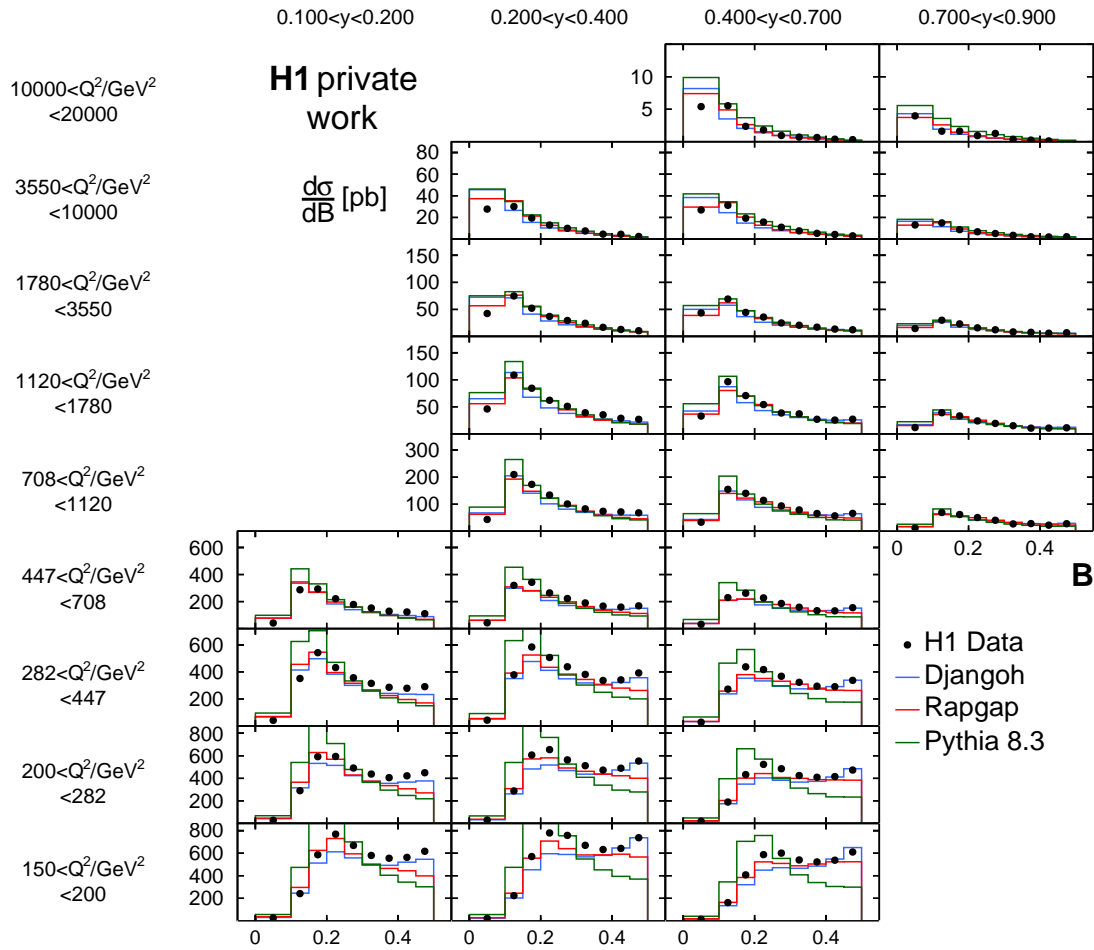 0.100<y<0.200 0.200<y<0.400 0.400<y<0.700 0.700<y<0.900
10000<Q²/GeV²
<20000
H1 private
work
10
5
3550<Q²/GeV²
<10000
dσ
dB [pb]
80
60
40
20
1780<Q²/GeV²
<3550
150
100
50
1120<Q²/GeV²
<1780
150
100
50
708<Q²/GeV²
<1120
300
200
100
0 0.2 0.4
B
447<Q²/GeV²
<708
600
400
200
282<Q²/GeV²
<447
600
400
200
H1 Data
Djangoh
Rapgap
Pythia 8.3
200<Q²/GeV²
<282
800
600
400
200
150<Q²/GeV²
<200
800
600
400
200
0 0.2 0.4 0 0.2 0.4 0 0.2 0.4